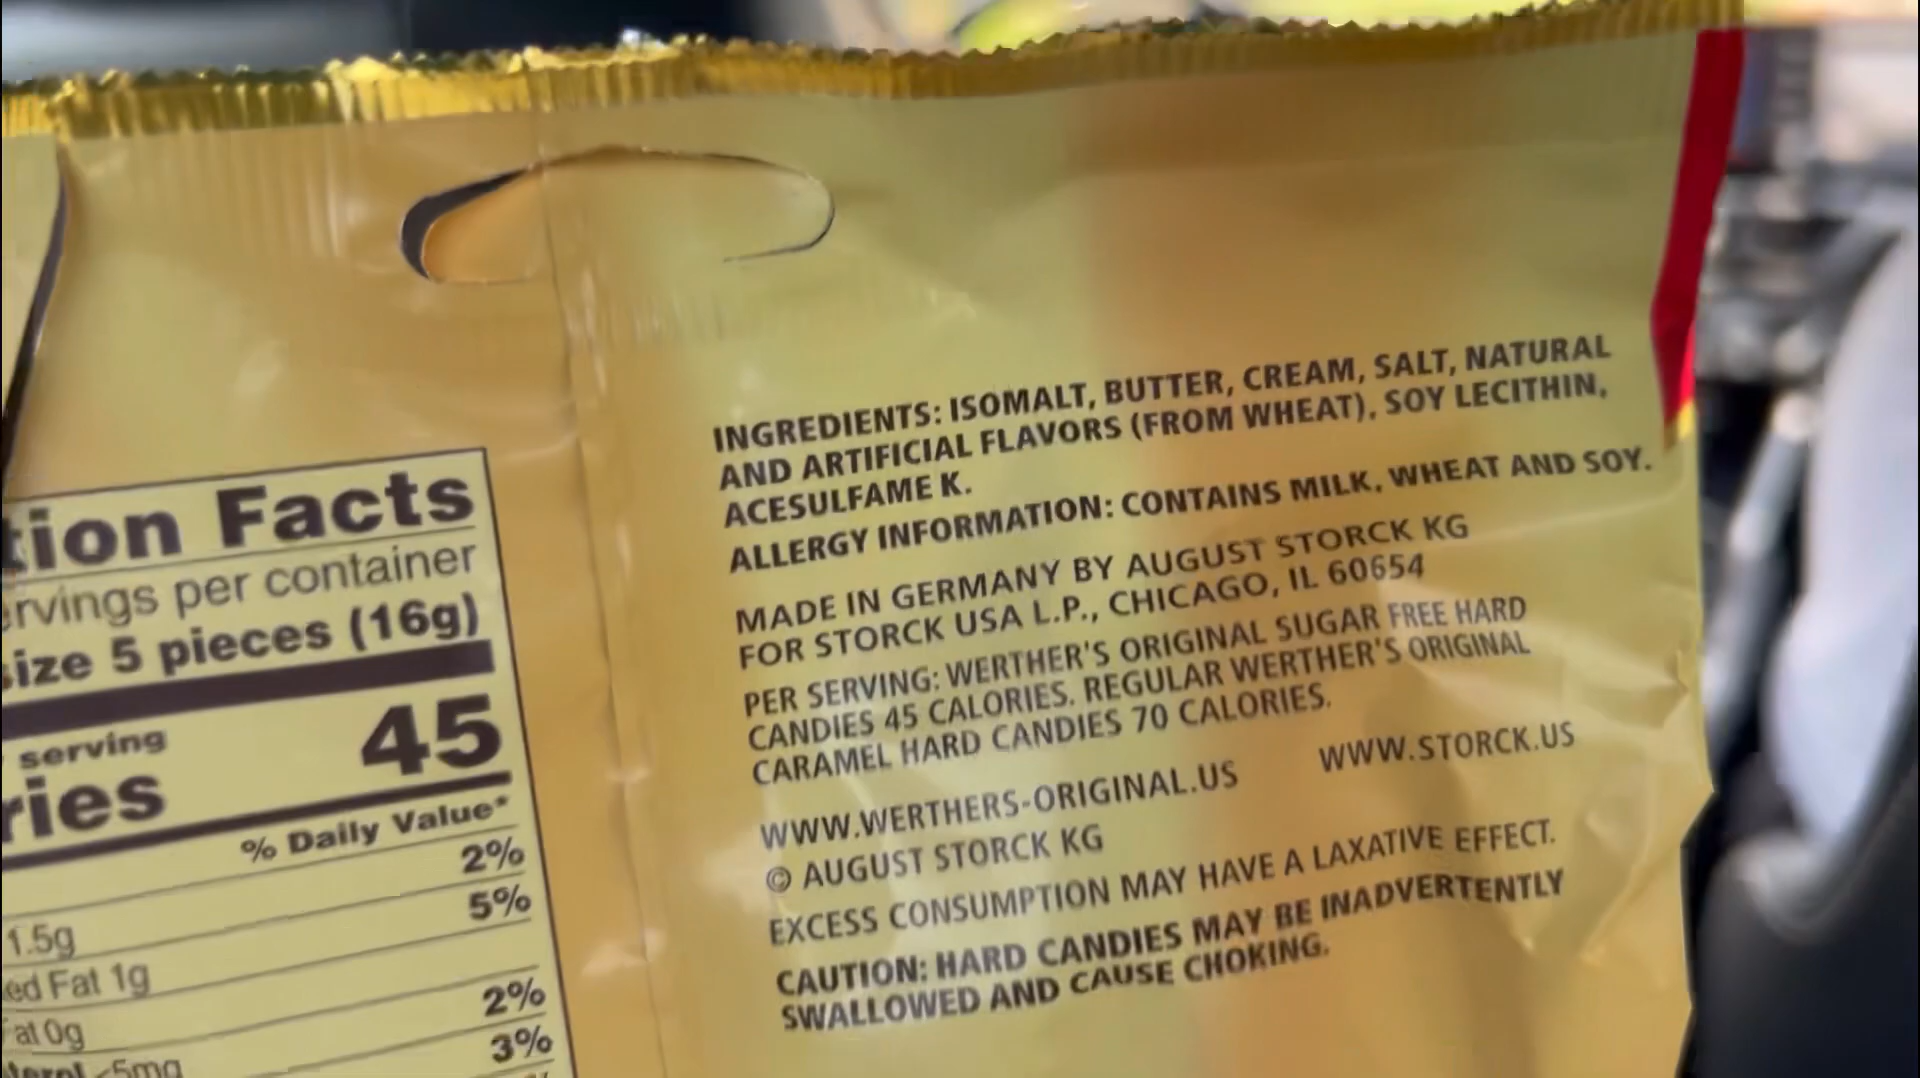 tion Facts
servings per container
size 5 pieces (16g)
serving
ries 45
% Daily Value*
1.5g 2%
ed Fat 1g 5%
Fat 0g
terol <5mg 2%
3%
INGREDIENTS: ISOMALT, BUTTER, CREAM, SALT, NATURAL
AND ARTIFICIAL FLAVORS (FROM WHEAT), SOY LECITHIN,
ACESULFAME K.
ALLERGY INFORMATION: CONTAINS MILK, WHEAT AND SOY.
MADE IN GERMANY BY AUGUST STORCK KG
FOR STORCK USA L.P., CHICAGO, IL 60654
PER SERVING: WERTHER'S ORIGINAL SUGAR FREE HARD
CANDIES 45 CALORIES. REGULAR WERTHER'S ORIGINAL
CARAMEL HARD CANDIES 70 CALORIES.
WWW.WERTHERS-ORIGINAL.US WWW.STORCK.US
© AUGUST STORCK KG
EXCESS CONSUMPTION MAY HAVE A LAXATIVE EFFECT.
CAUTION: HARD CANDIES MAY BE INADVERTENTLY
SWALLOWED AND CAUSE CHOKING.